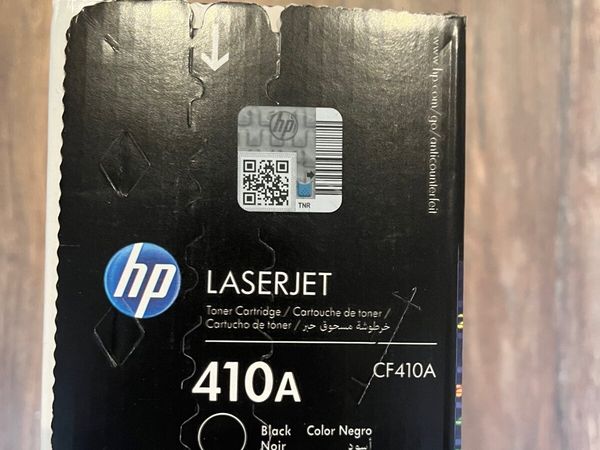 www.hp.com/go/anticounterfeit
hp
TNR
hp
LASERJET
Toner Cartridge / Cartouche de toner /
Cartucho de toner / خرطوشة مسحوق حبر
410A
CF410A
Black Color Negro
Noir أسود